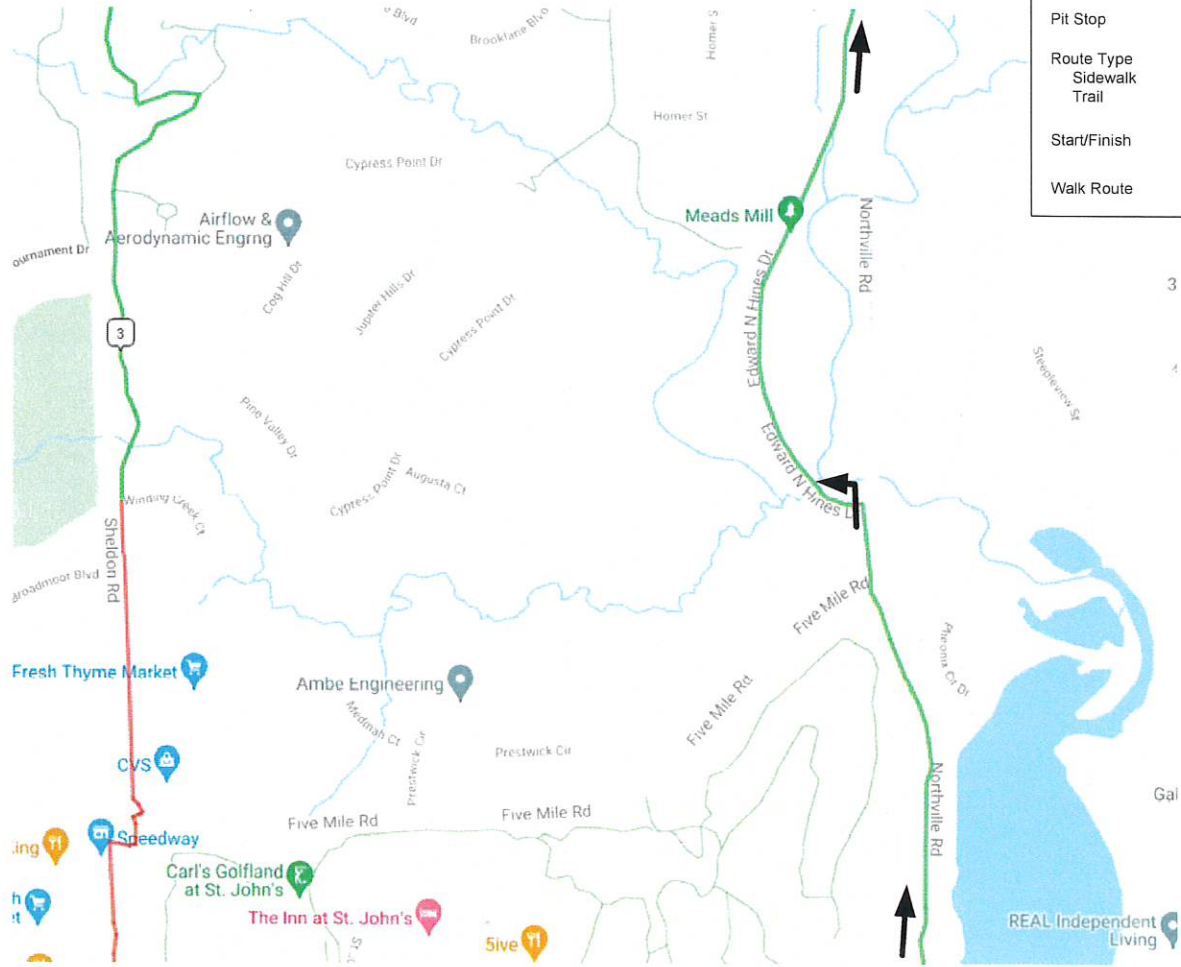 Brooklane Blvd
Homer S
Pit Stop
Route Type
Sidewalk
Trail
Start/Finish
Walk Route
Homer St
Cypress Point Dr
Meads Mill
Northville Rd
Airflow &
Aerodynamic Engrng
ournament Dr
Cog Hill Dr
Jupiter Hills Dr
Cypress Point Dr
Edward N Hines Dr
3
3
Steepleview St
Pine Valley Dr
Cypress Point Dr
Augusta Ct
Edward N Hines D
Winding Creek Ct
Sheldon Rd
Broadmoor Blvd
Five Mile Rd
Fresh Thyme Market
Ambe Engineering
Medinah Ct
Prestwick Cir
Prestwick Cir
Five Mile Rd
CVS
Northville Rd
Gal
Five Mile Rd
Five Mile Rd
Speedway
ing
Carl's Golfland
at St. John's
The Inn at St. John's
5ive
REAL Independent
Living